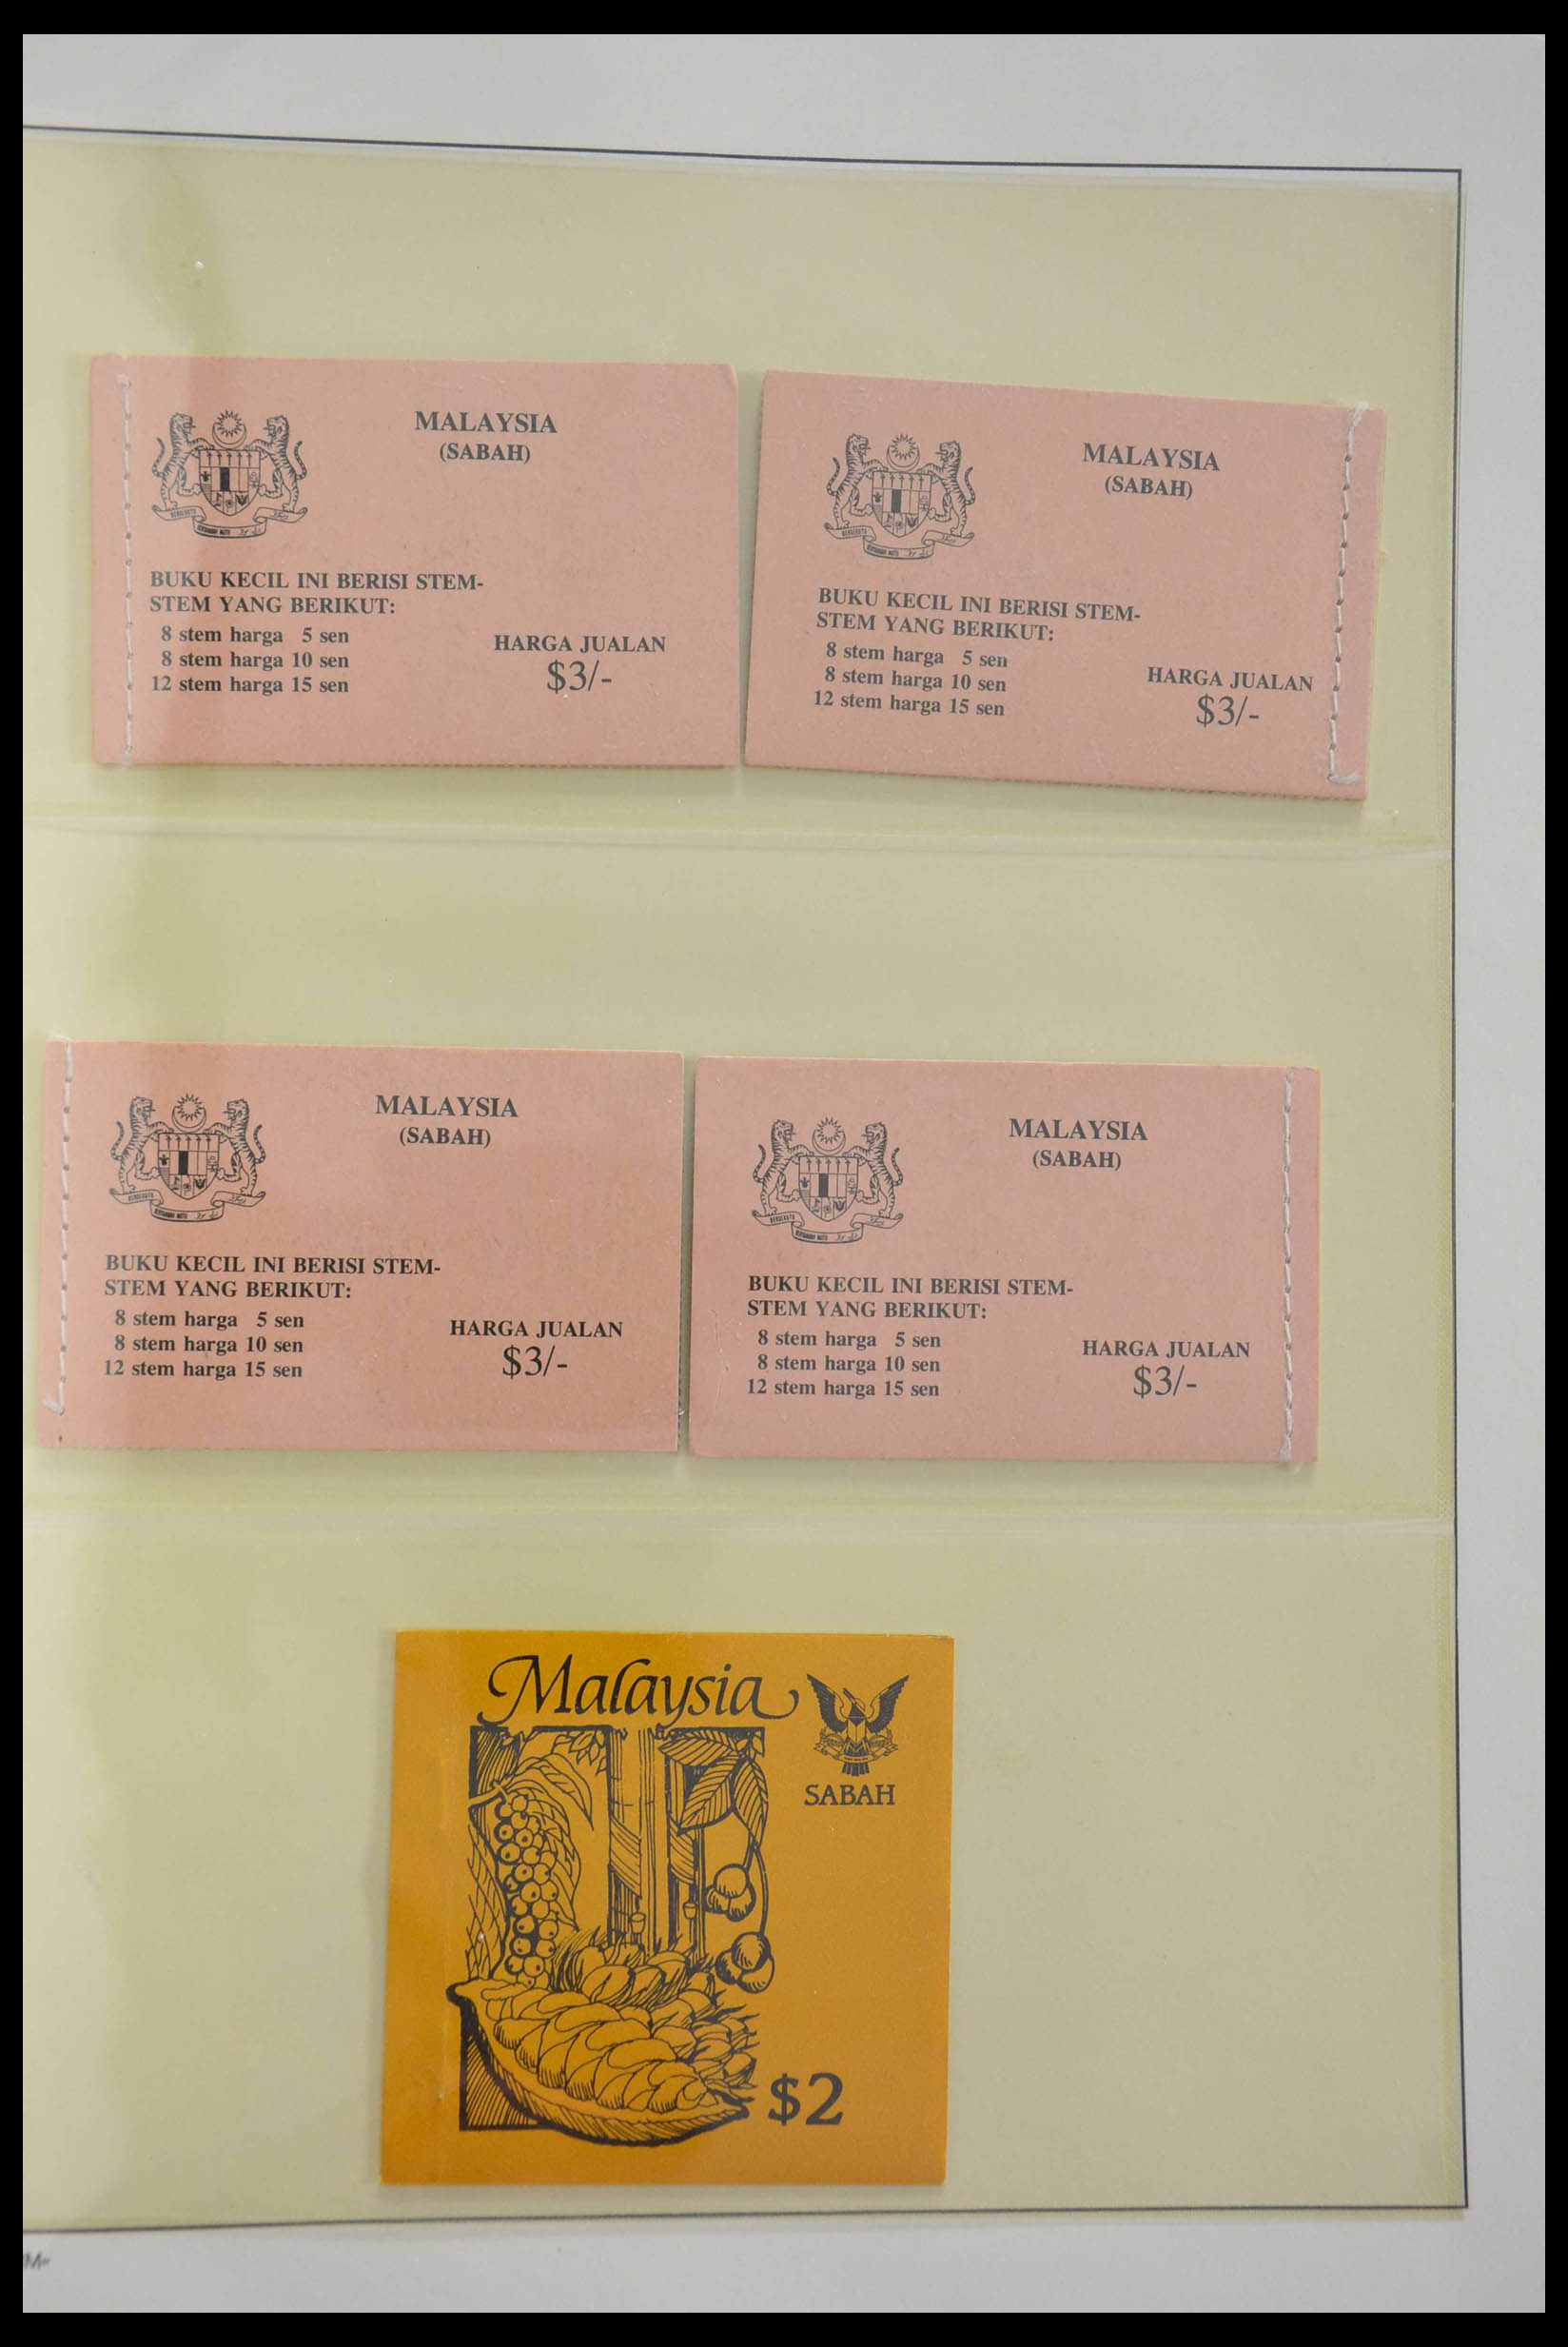 MALAYSIA
(SABAH)
BUKU KECIL INI BERISI STEM-
STEM YANG BERIKUT:
8 stem harga 5 sen
8 stem harga 10 sen
12 stem harga 15 sen
HARGA JUALAN
$3/-
MALAYSIA
(SABAH)
BUKU KECIL INI BERISI STEM-
STEM YANG BERIKUT:
8 stem harga 5 sen
8 stem harga 10 sen
12 stem harga 15 sen
HARGA JUALAN
$3/-
MALAYSIA
(SABAH)
BUKU KECIL INI BERISI STEM-
STEM YANG BERIKUT:
8 stem harga 5 sen
8 stem harga 10 sen
12 stem harga 15 sen
HARGA JUALAN
$3/-
MALAYSIA
(SABAH)
BUKU KECIL INI BERISI STEM-
STEM YANG BERIKUT:
8 stem harga 5 sen
8 stem harga 10 sen
12 stem harga 15 sen
HARGA JUALAN
$3/-
Malaysia
SABAH
$2